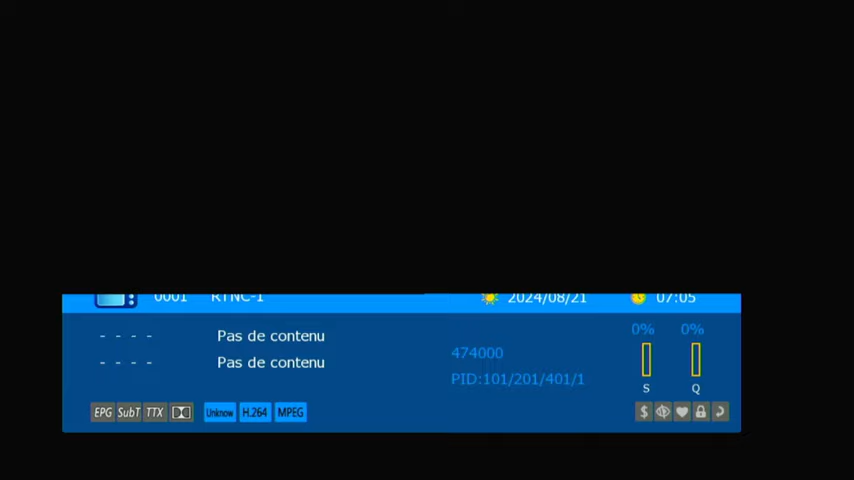 0001 RTNC-1 2024/08/21 07:05
- - - - Pas de contenu
- - - - Pas de contenu
0% 0%
474000
PID:101/201/401/1
S Q
EPG SubT TTX Unknow H.264 MPEG $